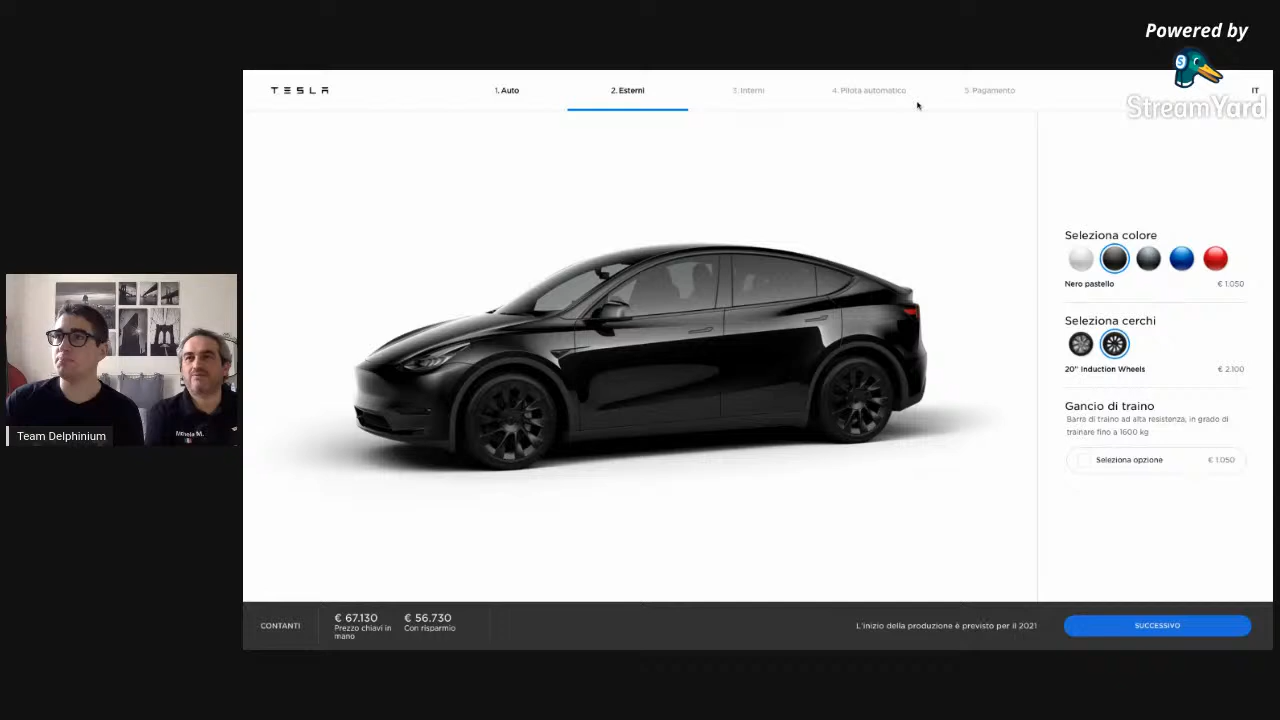 Powered by
StreamYard
TESLA
1. Auto
2. Esterni
3. Interni
4. Pilota automatico
5. Pagamento
IT
Seleziona colore
Nero pastello € 1.050
Seleziona cerchi
20" Induction Wheels € 2.100
Gancio di traino
Barra di traino ad alta resistenza, in grado di
trainare fino a 1600 kg
Seleziona opzione € 1.050
Team Delphinium
CONTANTI
€ 67.130
Prezzo chiavi in
mano
€ 56.730
Con risparmio
L'inizio della produzione è previsto per il 2021
SUCCESSIVO